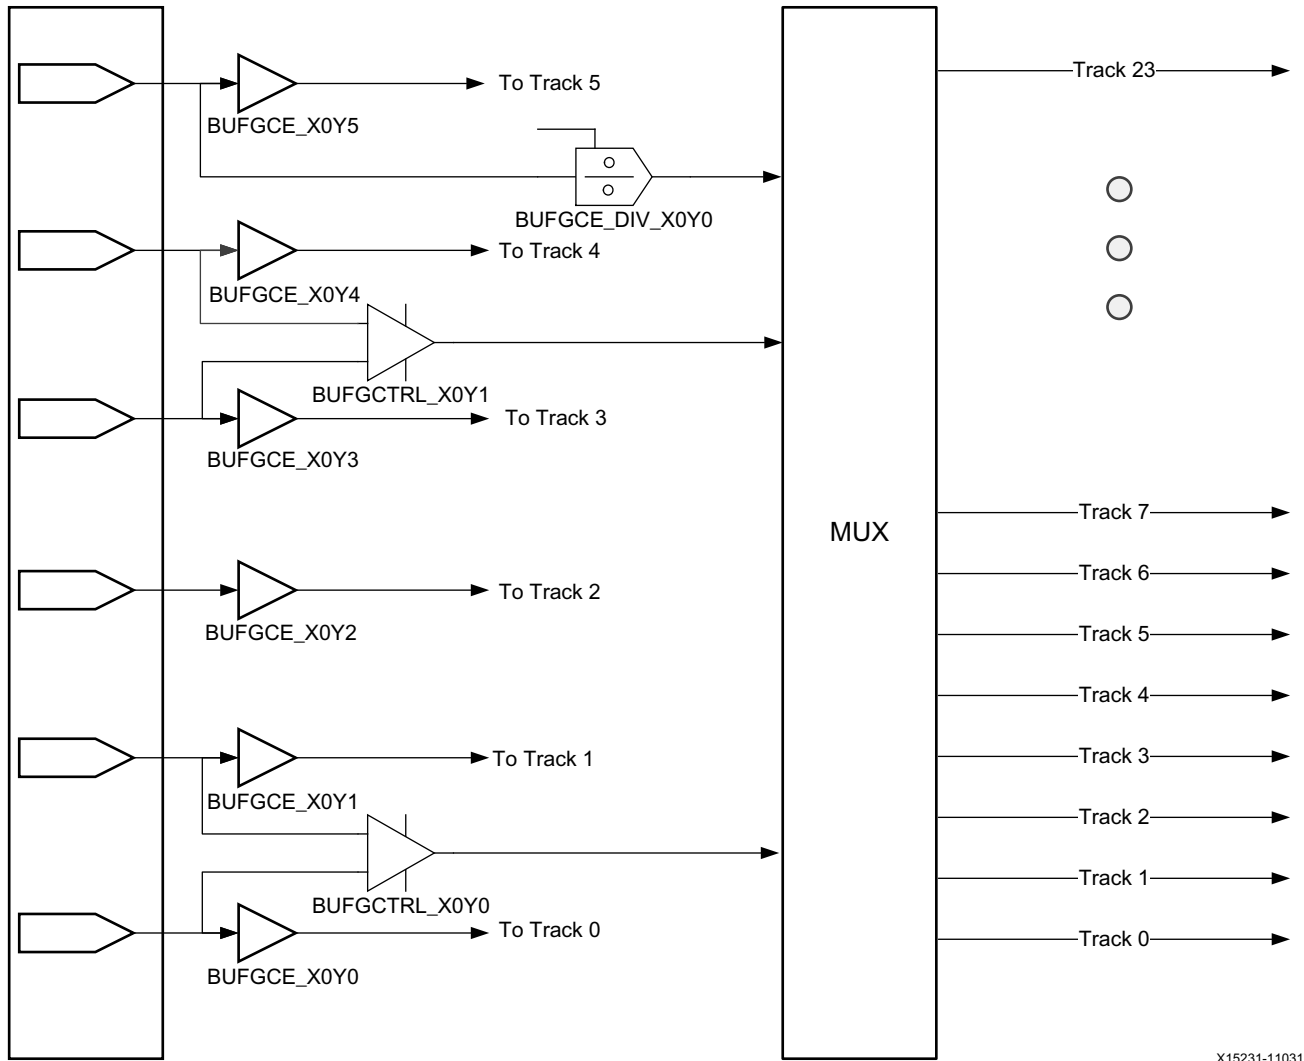 Track 23
To Track 5
BUFGCE_X0Y5
BUFGCE_DIV_X0Y0
To Track 4
BUFGCE_X0Y4
BUFGCTRL_X0Y1
To Track 3
BUFGCE_X0Y3
Track 7
MUX
Track 6
To Track 2
BUFGCE_X0Y2
Track 5
Track 4
To Track 1
Track 3
BUFGCE_X0Y1
Track 2
Track 1
BUFGCTRL_X0Y0
To Track 0
Track 0
BUFGCE_X0Y0
X15231-11031